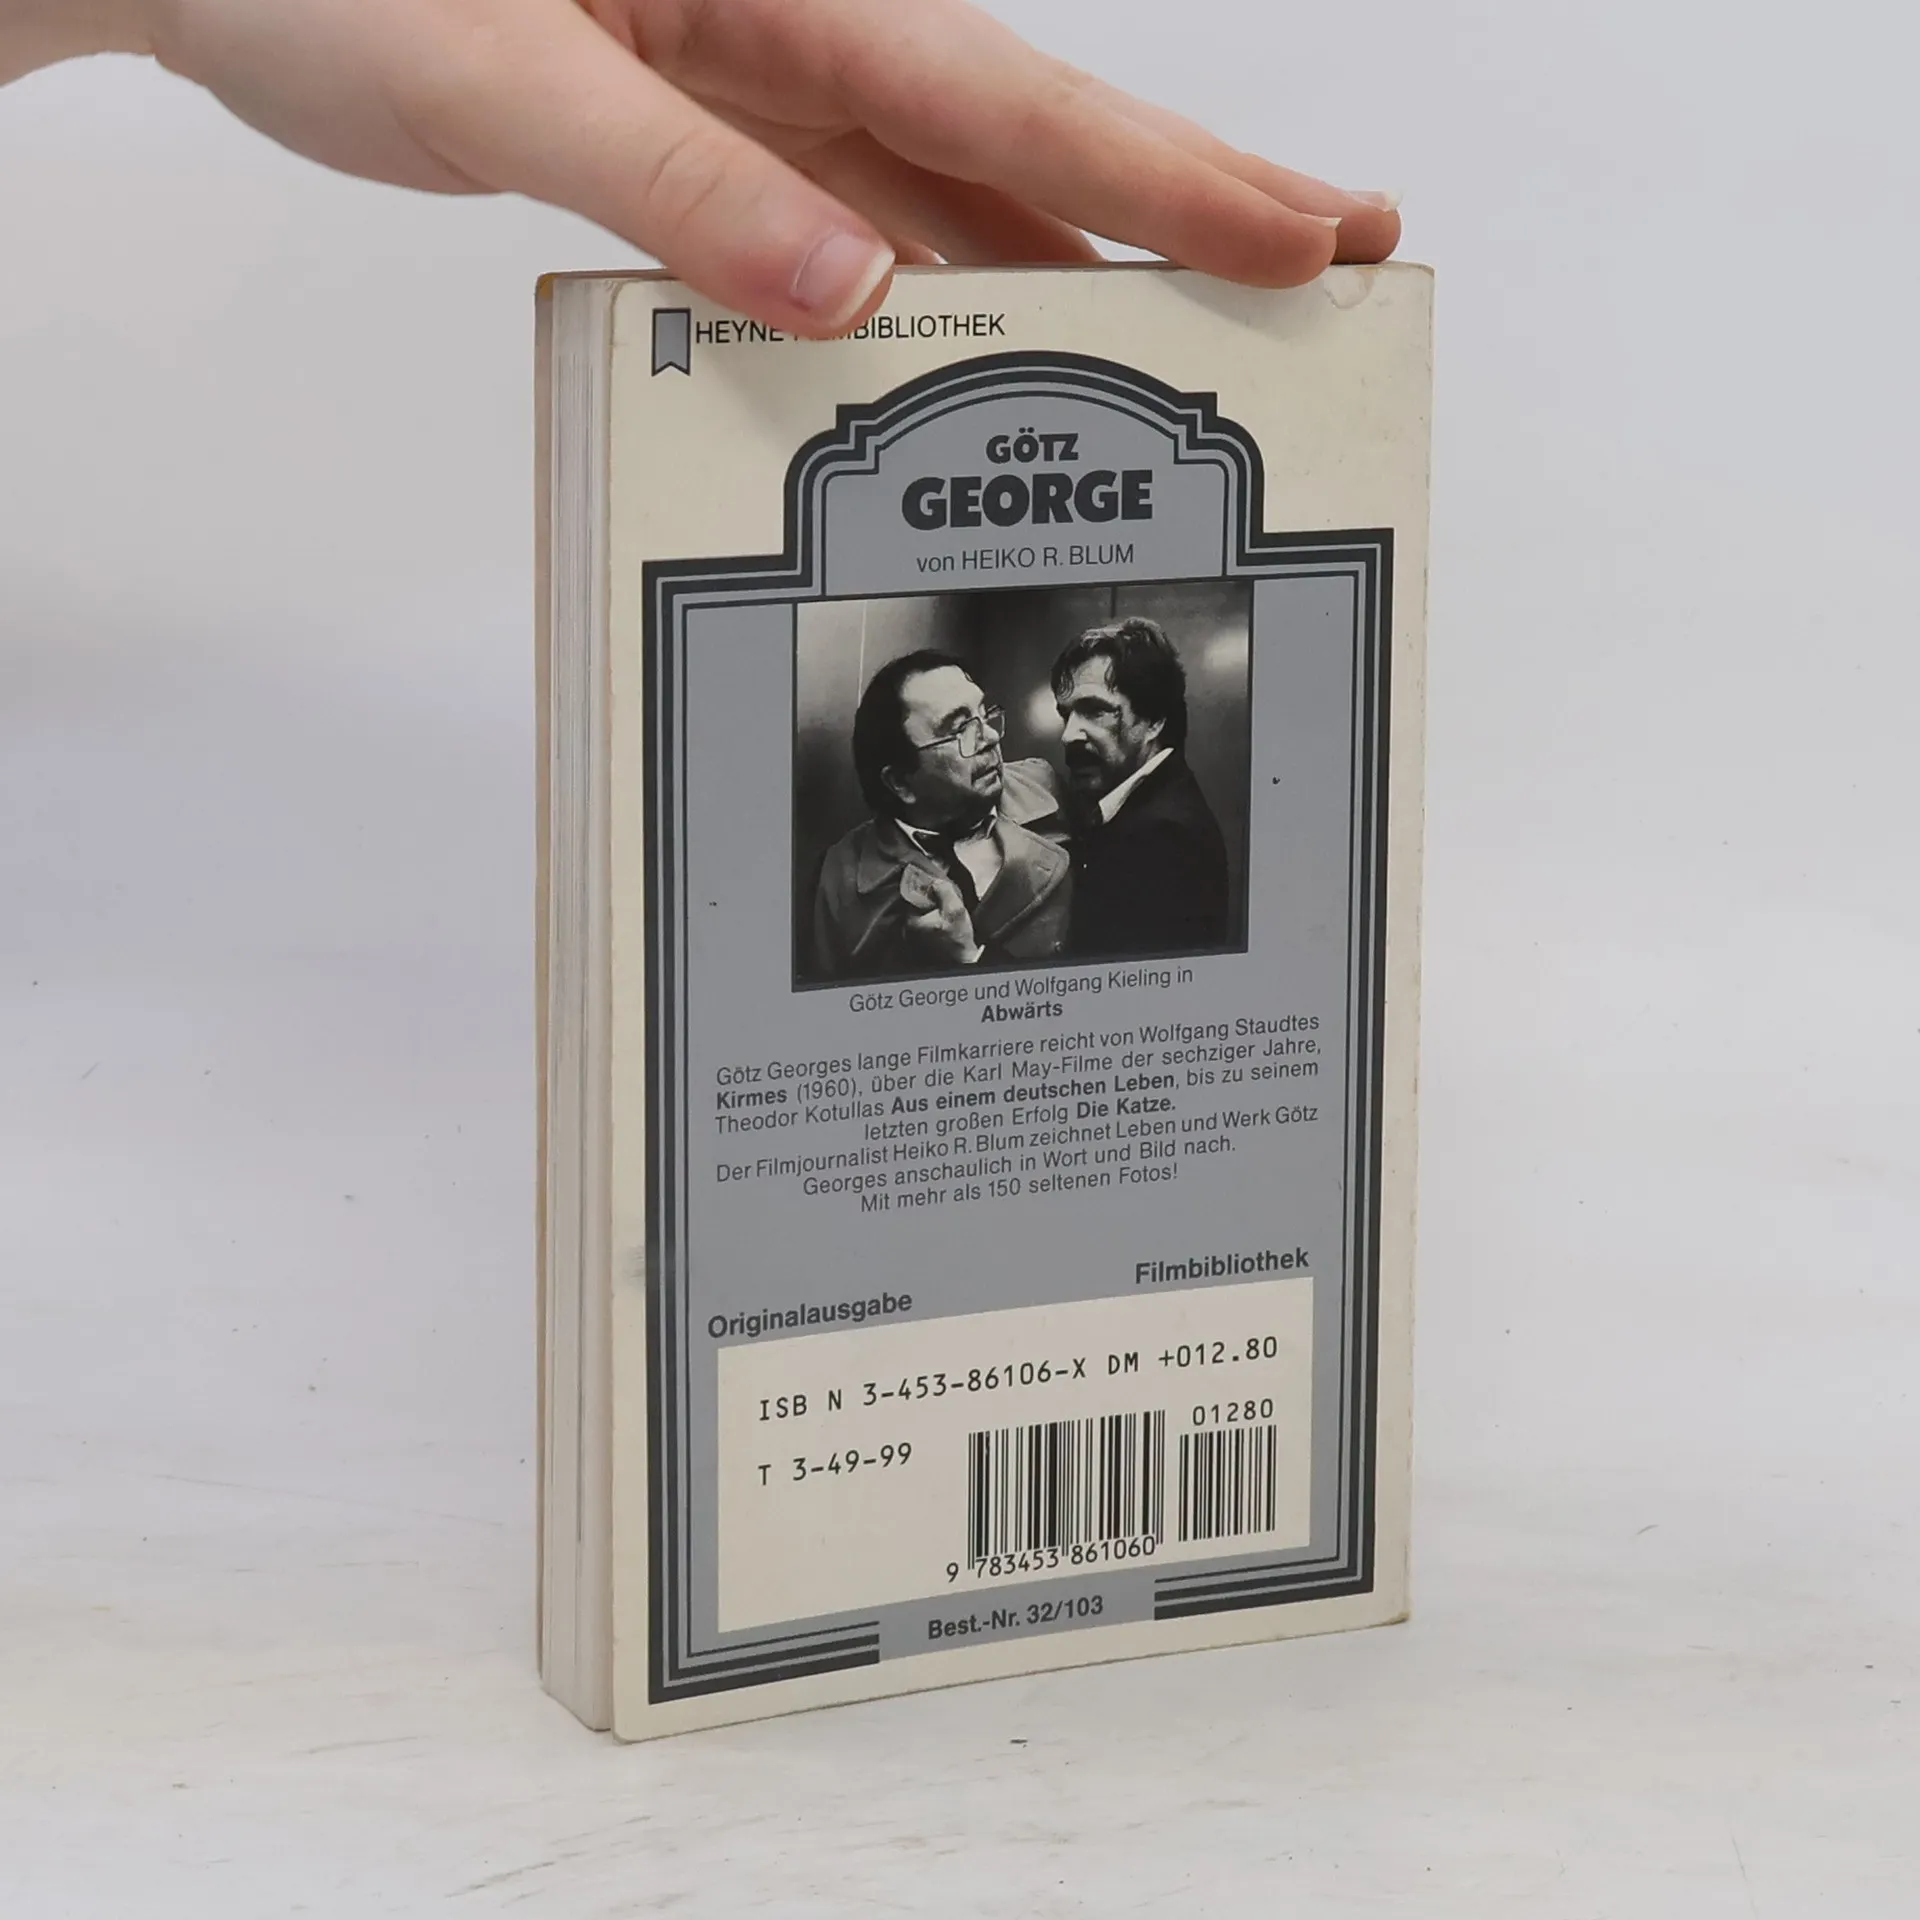 HEYNE BIBLIOTHEK
GÖTZ
GEORGE
von HEIKO R. BLUM
Götz George und Wolfgang Kieling in
Abwärts
Götz Georges lange Filmkarriere reicht von Wolfgang Staudtes
Kirmes (1960), über die Karl May-Filme der sechziger Jahre,
Theodor Kotullas Aus einem deutschen Leben, bis zu seinem
letzten großen Erfolg Die Katze.
Der Filmjournalist Heiko R. Blum zeichnet Leben und Werk Götz
Georges anschaulich in Wort und Bild nach.
Mit mehr als 150 seltenen Fotos!
Originalausgabe Filmbibliothek
ISB N 3-453-86106-X DM +012.80
T 3-49-99
01280
9 783453 861060
Best.-Nr. 32/103